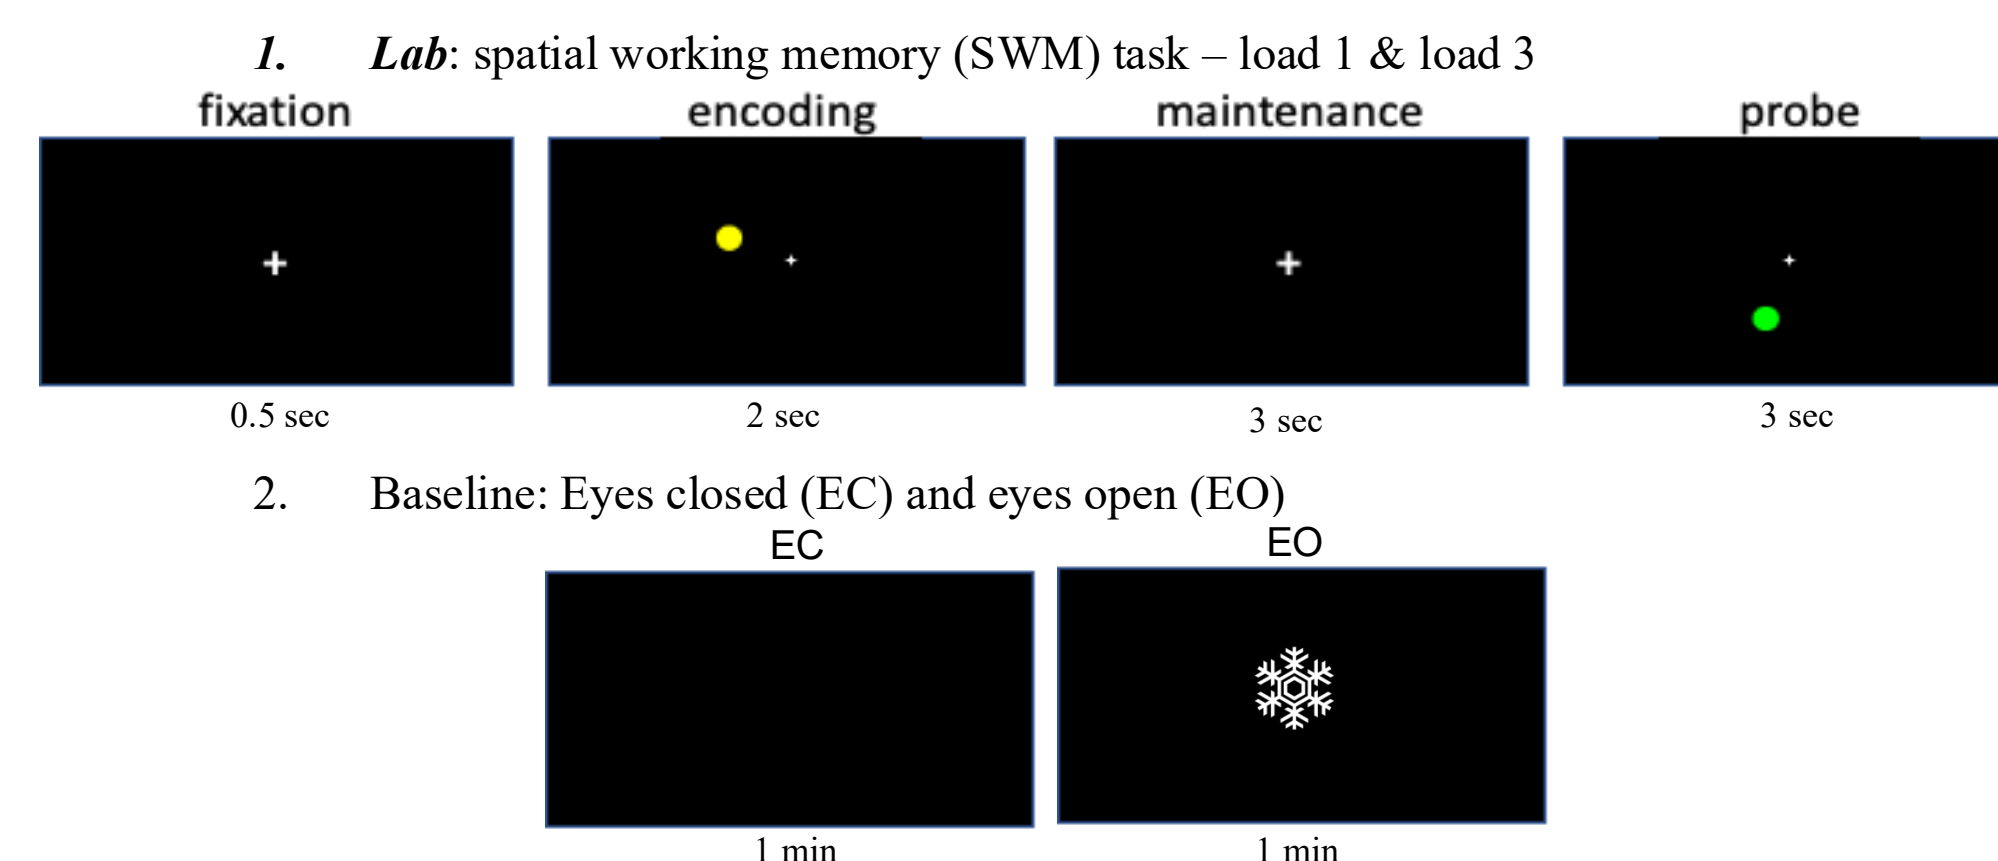 1. Lab: spatial working memory (SWM) task – load 1 & load 3
fixation encoding maintenance probe
0.5 sec 2 sec 3 sec 3 sec
2. Baseline: Eyes closed (EC) and eyes open (EO)
EC EO
1 min 1 min